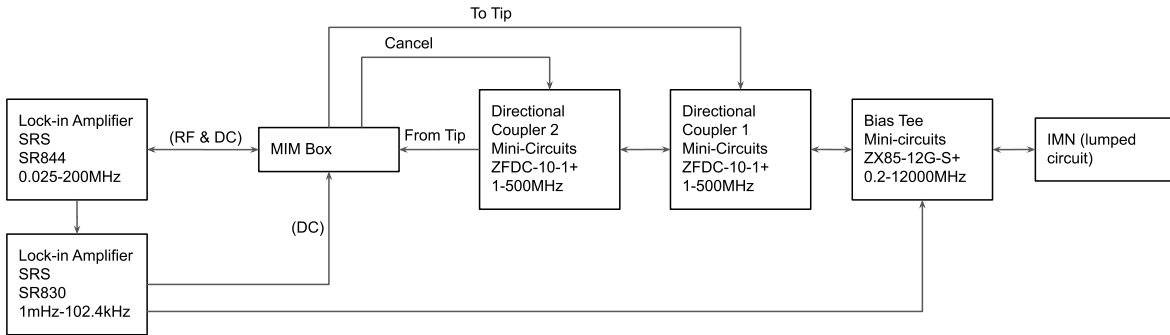 To Tip
Cancel
Lock-in Amplifier
SRS
SR844
0.025-200MHz
(RF & DC)
MIM Box
From Tip
Directional
Coupler 2
Mini-Circuits
ZFDC-10-1+
1-500MHz
Directional
Coupler 1
Mini-Circuits
ZFDC-10-1+
1-500MHz
Bias Tee
Mini-circuits
ZX85-12G-S+
0.2-12000MHz
IMN (lumped
circuit)
(DC)
Lock-in Amplifier
SRS
SR830
1mHz-102.4kHz